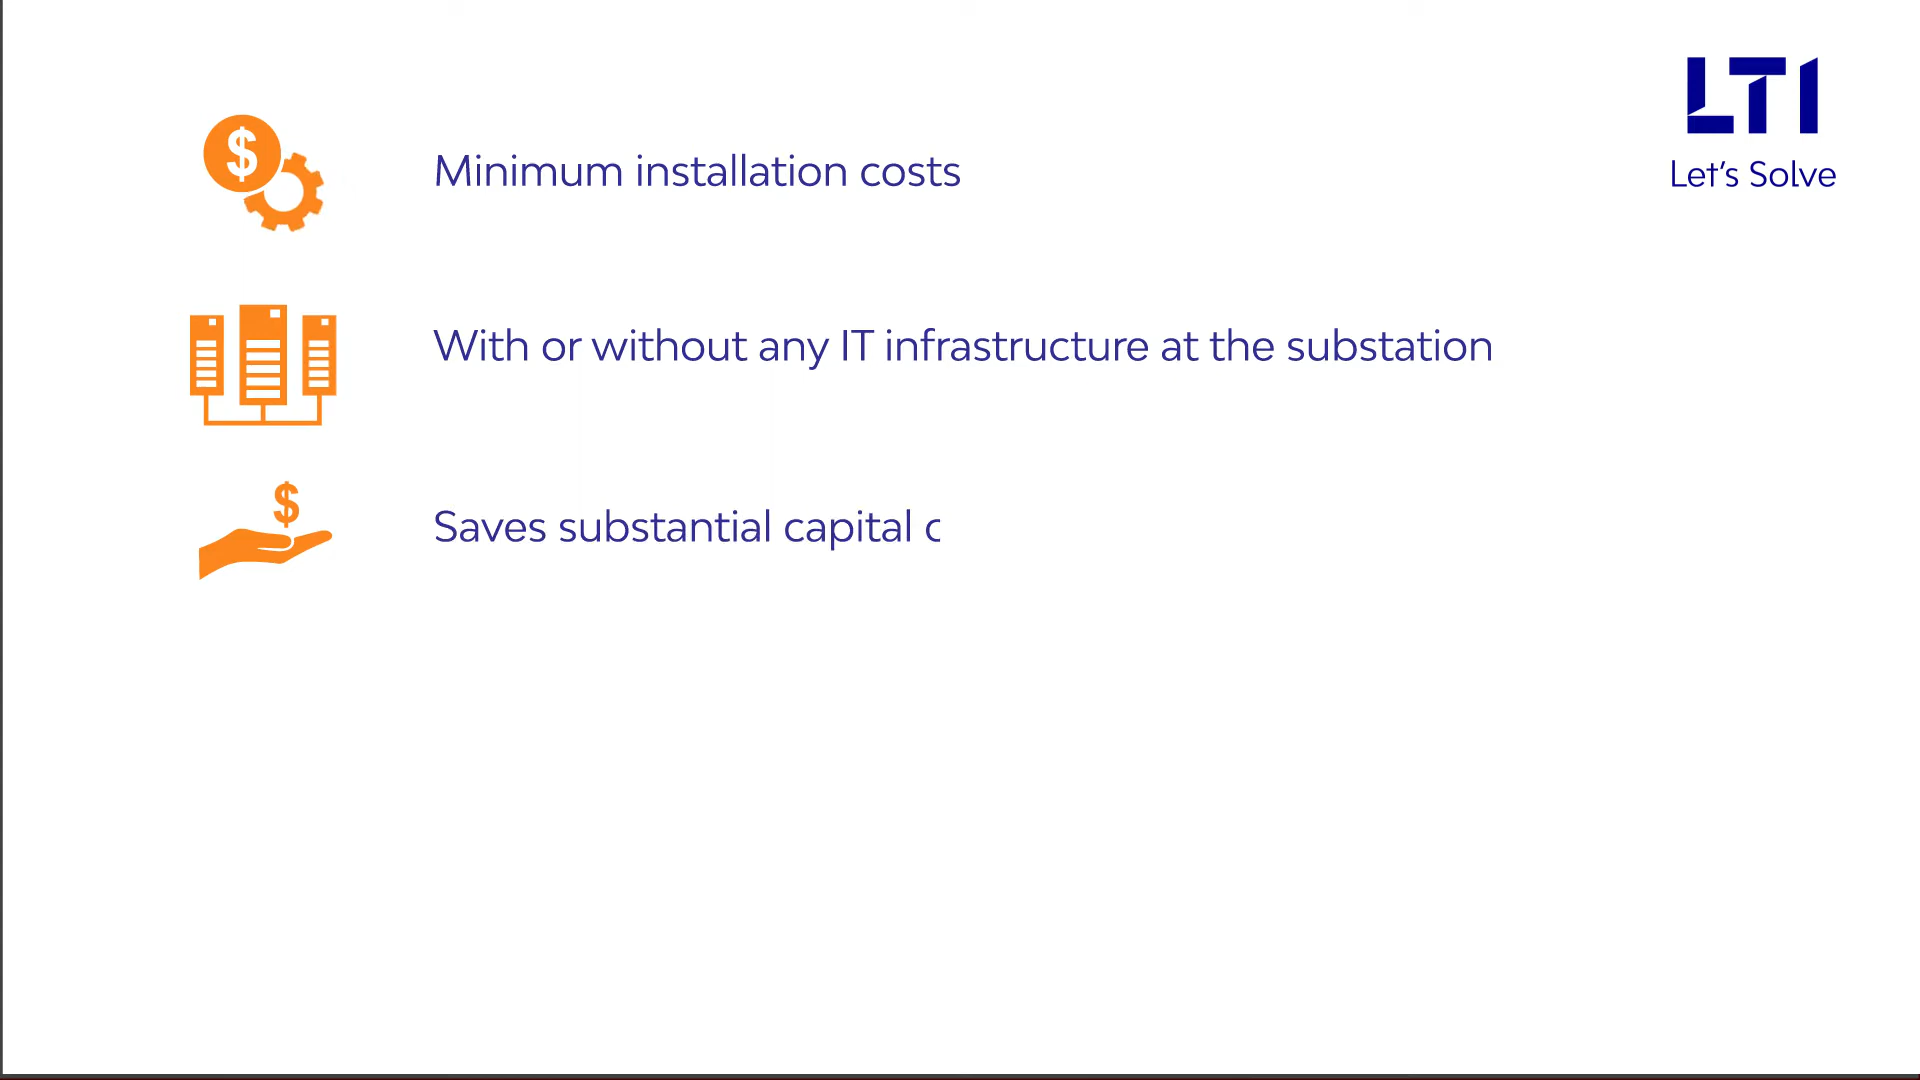 LTI
Let's Solve
$ Minimum installation costs
With or without any IT infrastructure at the substation
$
Saves substantial capital c